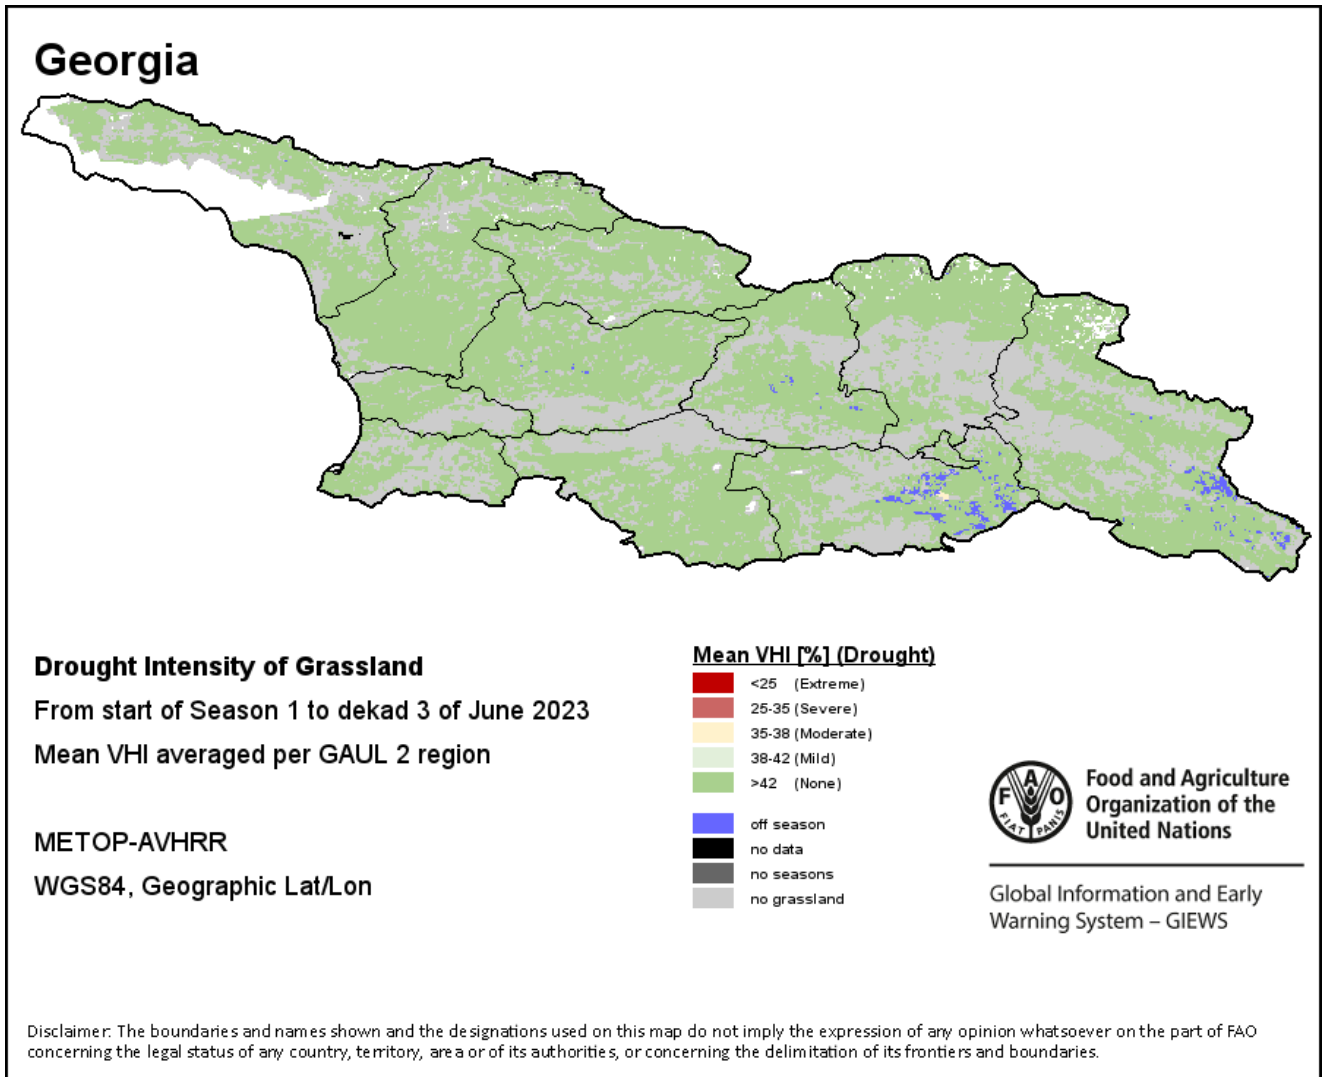 Georgia
Drought Intensity of Grassland
From start of Season 1 to dekad 3 of June 2023
Mean VHI averaged per GAUL 2 region
METOP-AVHRR
WGS84, Geographic Lat/Lon
Mean VHI [%] (Drought)
<25 (Extreme)
25-35 (Severe)
35-38 (Moderate)
38-42 (Mild)
>42 (None)
off season
no data
no seasons
no grassland
F A O
FIAT PANIS
Food and Agriculture
Organization of the
United Nations
Global Information and Early
Warning System – GIEWS
Disclaimer: The boundaries and names shown and the designations used on this map do not imply the expression of any opinion whatsoever on the part of FAO
concerning the legal status of any country, territory, area or of its authorities, or concerning the delimitation of its frontiers and boundaries.